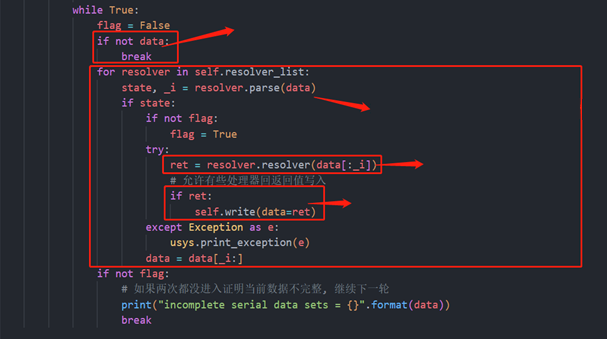 while True:
flag = False
if not data:
break
for resolver in self.resolver_list:
state, _i = resolver.parse(data)
if state:
if not flag:
flag = True
try:
ret = resolver.resolver(data[:_i])
# 允许有些处理器回返回值写入
if ret:
self.write(data=ret)
except Exception as e:
usys.print_exception(e)
data = data[_i:]
if not flag:
# 如果两次都没进入证明当前数据不完整, 继续下一轮
print("incomplete serial data sets = {}".format(data))
break